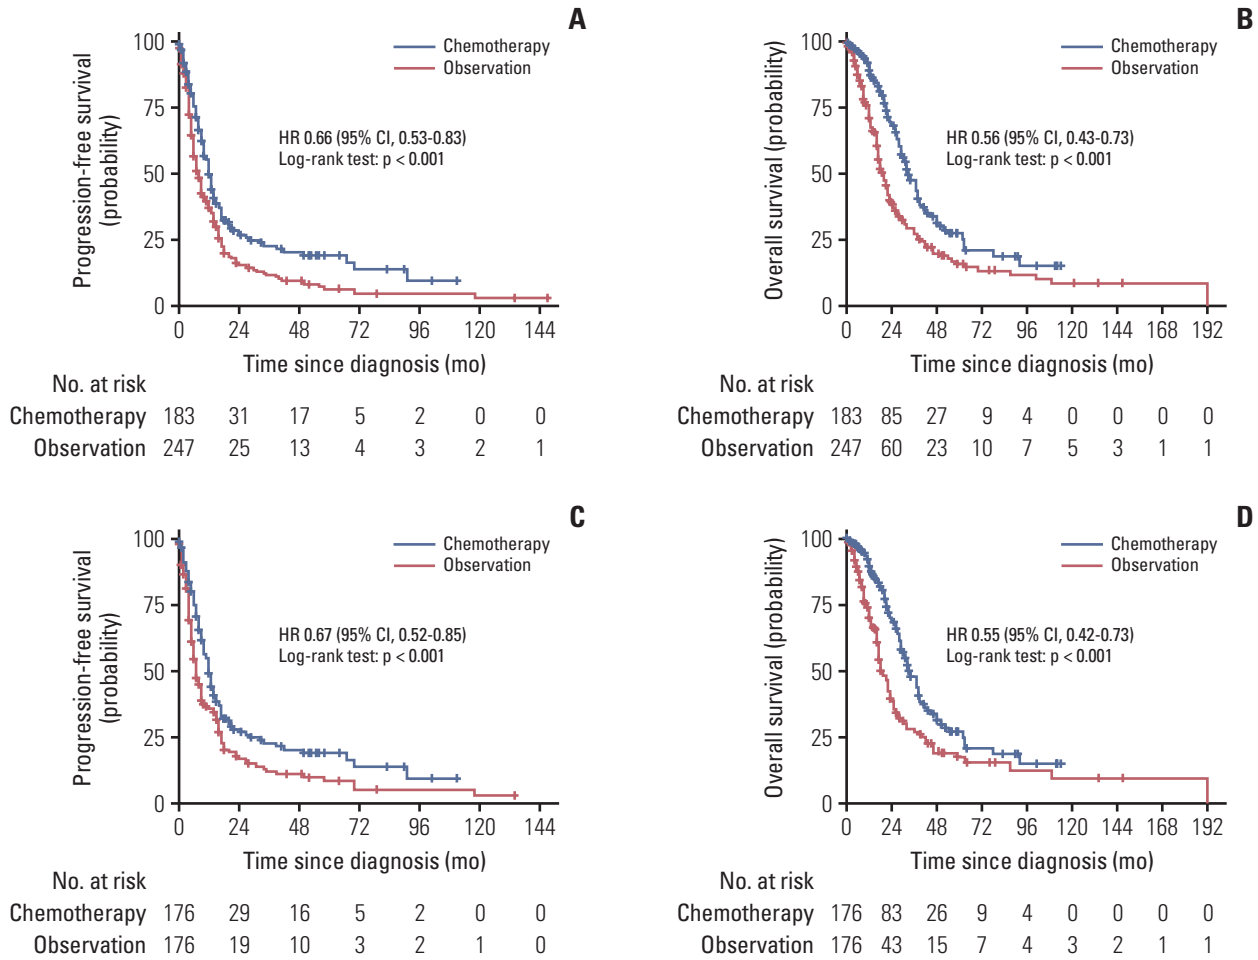 A
Progression-free survival
(probability)
100
75
50
25
0
Chemotherapy
Observation
HR 0.66 (95% CI, 0.53-0.83)
Log-rank test: p < 0.001
0 24 48 72 96 120 144
Time since diagnosis (mo)
No. at risk
Chemotherapy 183 31 17 5 2 0 0
Observation 247 25 13 4 3 2 1
B
Overall survival (probability)
100
75
50
25
0
Chemotherapy
Observation
HR 0.56 (95% CI, 0.43-0.73)
Log-rank test: p < 0.001
0 24 48 72 96 120 144 168 192
Time since diagnosis (mo)
No. at risk
Chemotherapy 183 85 27 9 4 0 0 0 0
Observation 247 60 23 10 7 5 3 1 1
C
Progression-free survival
(probability)
100
75
50
25
0
Chemotherapy
Observation
HR 0.67 (95% CI, 0.52-0.85)
Log-rank test: p < 0.001
0 24 48 72 96 120 144
Time since diagnosis (mo)
No. at risk
Chemotherapy 176 29 16 5 2 0 0
Observation 176 19 10 3 2 1 0
D
Overall survival (probability)
100
75
50
25
0
Chemotherapy
Observation
HR 0.55 (95% CI, 0.42-0.73)
Log-rank test: p < 0.001
0 24 48 72 96 120 144 168 192
Time since diagnosis (mo)
No. at risk
Chemotherapy 176 83 26 9 4 0 0 0 0
Observation 176 43 15 7 4 3 2 1 1